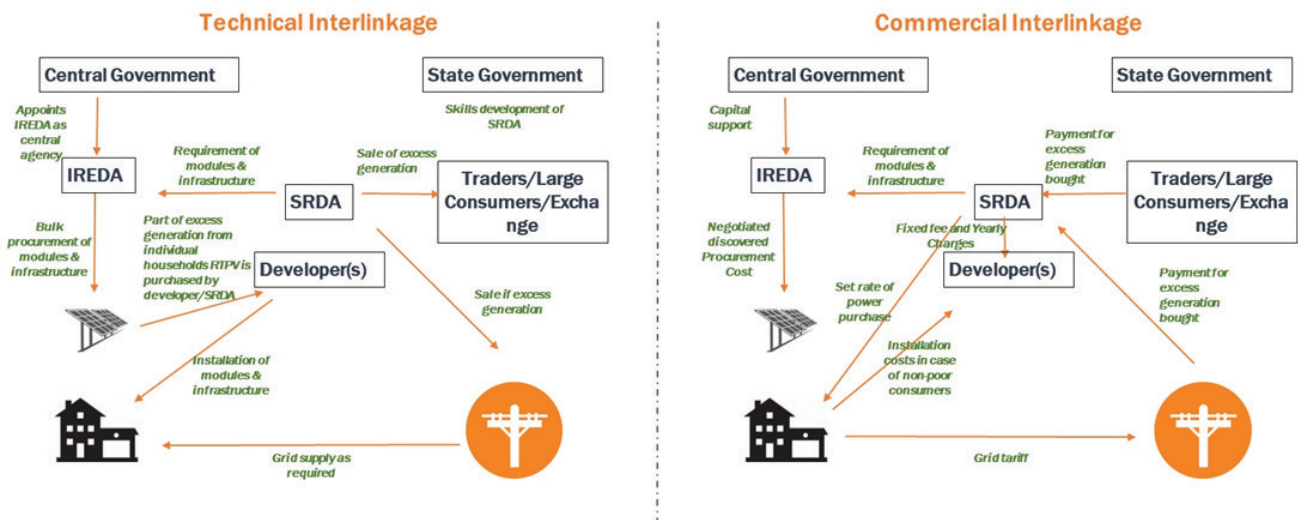 Technical Interlinkage
Central Government
State Government
Appoints
IREDA as
central
agency
Skills development of
SRDA
IREDA
Requirement of
modules &
infrastructure
SRDA
Sale of excess
generation
Traders/Large
Consumers/Excha
nge
Bulk
procurement of
modules &
infrastructure
Part of excess
generation from
individual
households RTPV is
purchased by
developer/SRDA
Developer(s)
Sale if excess
generation
Installation of
modules &
infrastructure
Grid supply as
required
Commercial Interlinkage
Central Government
State Government
Capital
support
IREDA
Requirement of
modules &
infrastructure
SRDA
Payment for
excess
generation
bought
Traders/Large
Consumers/Excha
nge
Negotiated
discovered
Procurement
Cost
Fixed fee and Yearly
Charges
Developer(s)
Set rate of
power
purchase
Payment for
excess
generation
bought
Installation
costs in case
of non-poor
consumers
Grid tariff